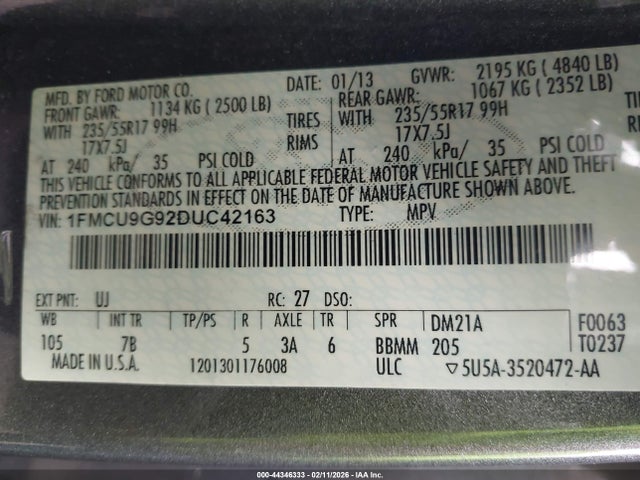 MFD. BY FORD MOTOR CO.
DATE: 01/13 GVWR: 2195 KG ( 4840 LB)
FRONT GAWR: 1134 KG ( 2500 LB) REAR GAWR: 1067 KG ( 2352 LB)
WITH 235/55R17 99H TIRES WITH 235/55R17 99H TI
17X7.5J RIMS 17X7.5J RI
AT 240 kPa/ 35 PSI COLD AT 240 kPa/ 35 PSI COLD
THIS VEHICLE CONFORMS TO ALL APPLICABLE FEDERAL MOTOR VEHICLE SAFETY AND THEFT
PREVENTION STANDARDS IN EFFECT ON THE DATE OF MANUFACTURE SHOWN ABOVE.
VIN: 1FMCU9G92DUC42163 TYPE: MPV
EXT PNT: UJ RC: 27 DSO:
WB INT TR TP/PS R AXLE TR SPR DM21A F0063
105 7B 5 3A 6 BBMM 205 T0237
MADE IN U.S.A. 1201301176008 ULC ▽5U5A-3520472-AA
000-44346333 - 02/11/2026 - IAA Inc.